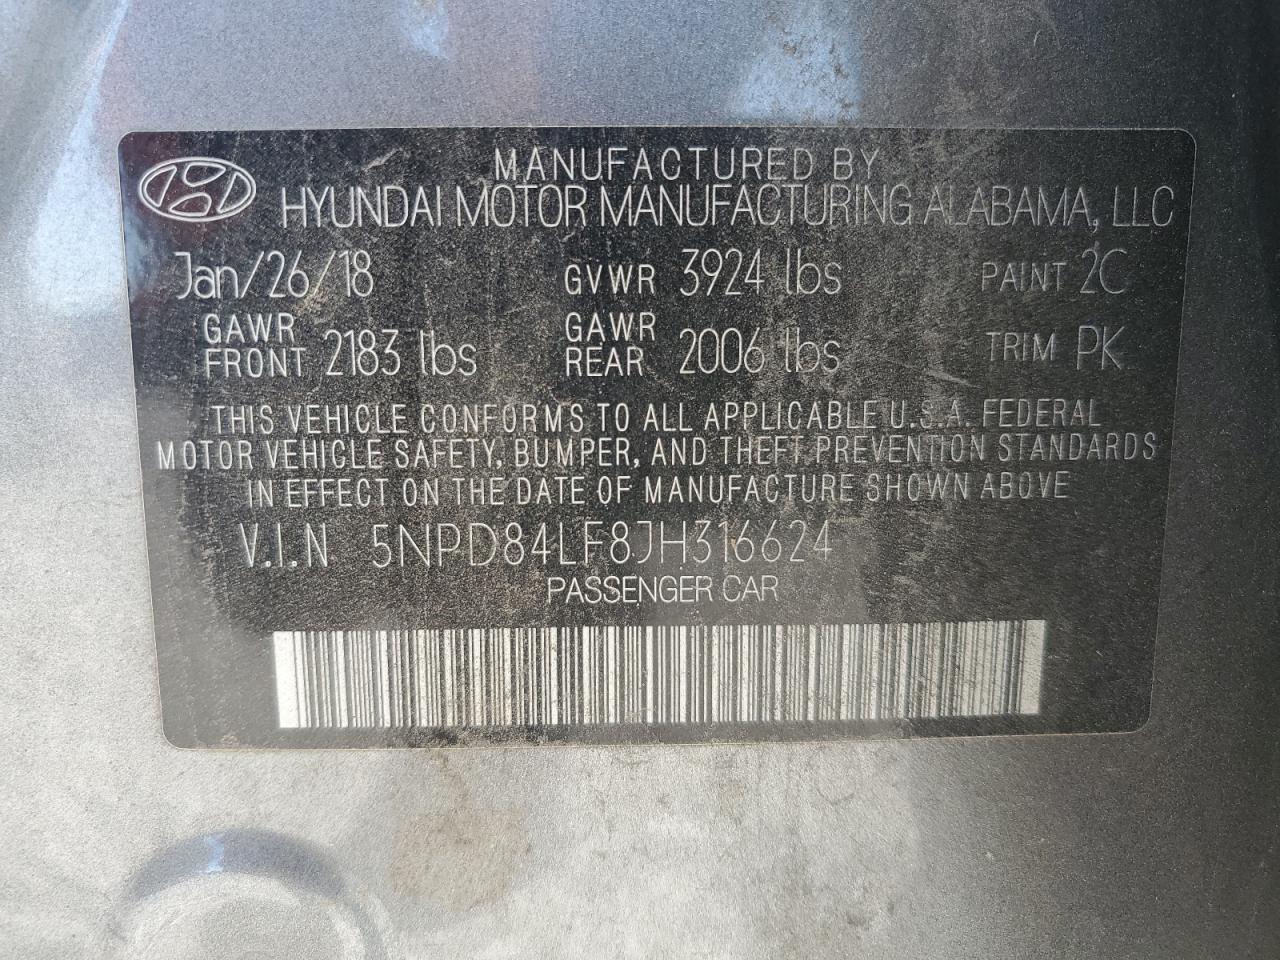 MANUFACTURED BY
HYUNDAI MOTOR MANUFACTURING ALABAMA, LLC
Jan/26/18 GVWR 3924 lbs PAINT 2C
GAWR FRONT 2183 lbs GAWR REAR 2006 lbs TRIM PK
THIS VEHICLE CONFORMS TO ALL APPLICABLE U.S.A. FEDERAL
MOTOR VEHICLE SAFETY, BUMPER, AND THEFT PREVENTION STANDARDS
IN EFFECT ON THE DATE OF MANUFACTURE SHOWN ABOVE
V.I.N 5NPD84LF8JH316624
PASSENGER CAR